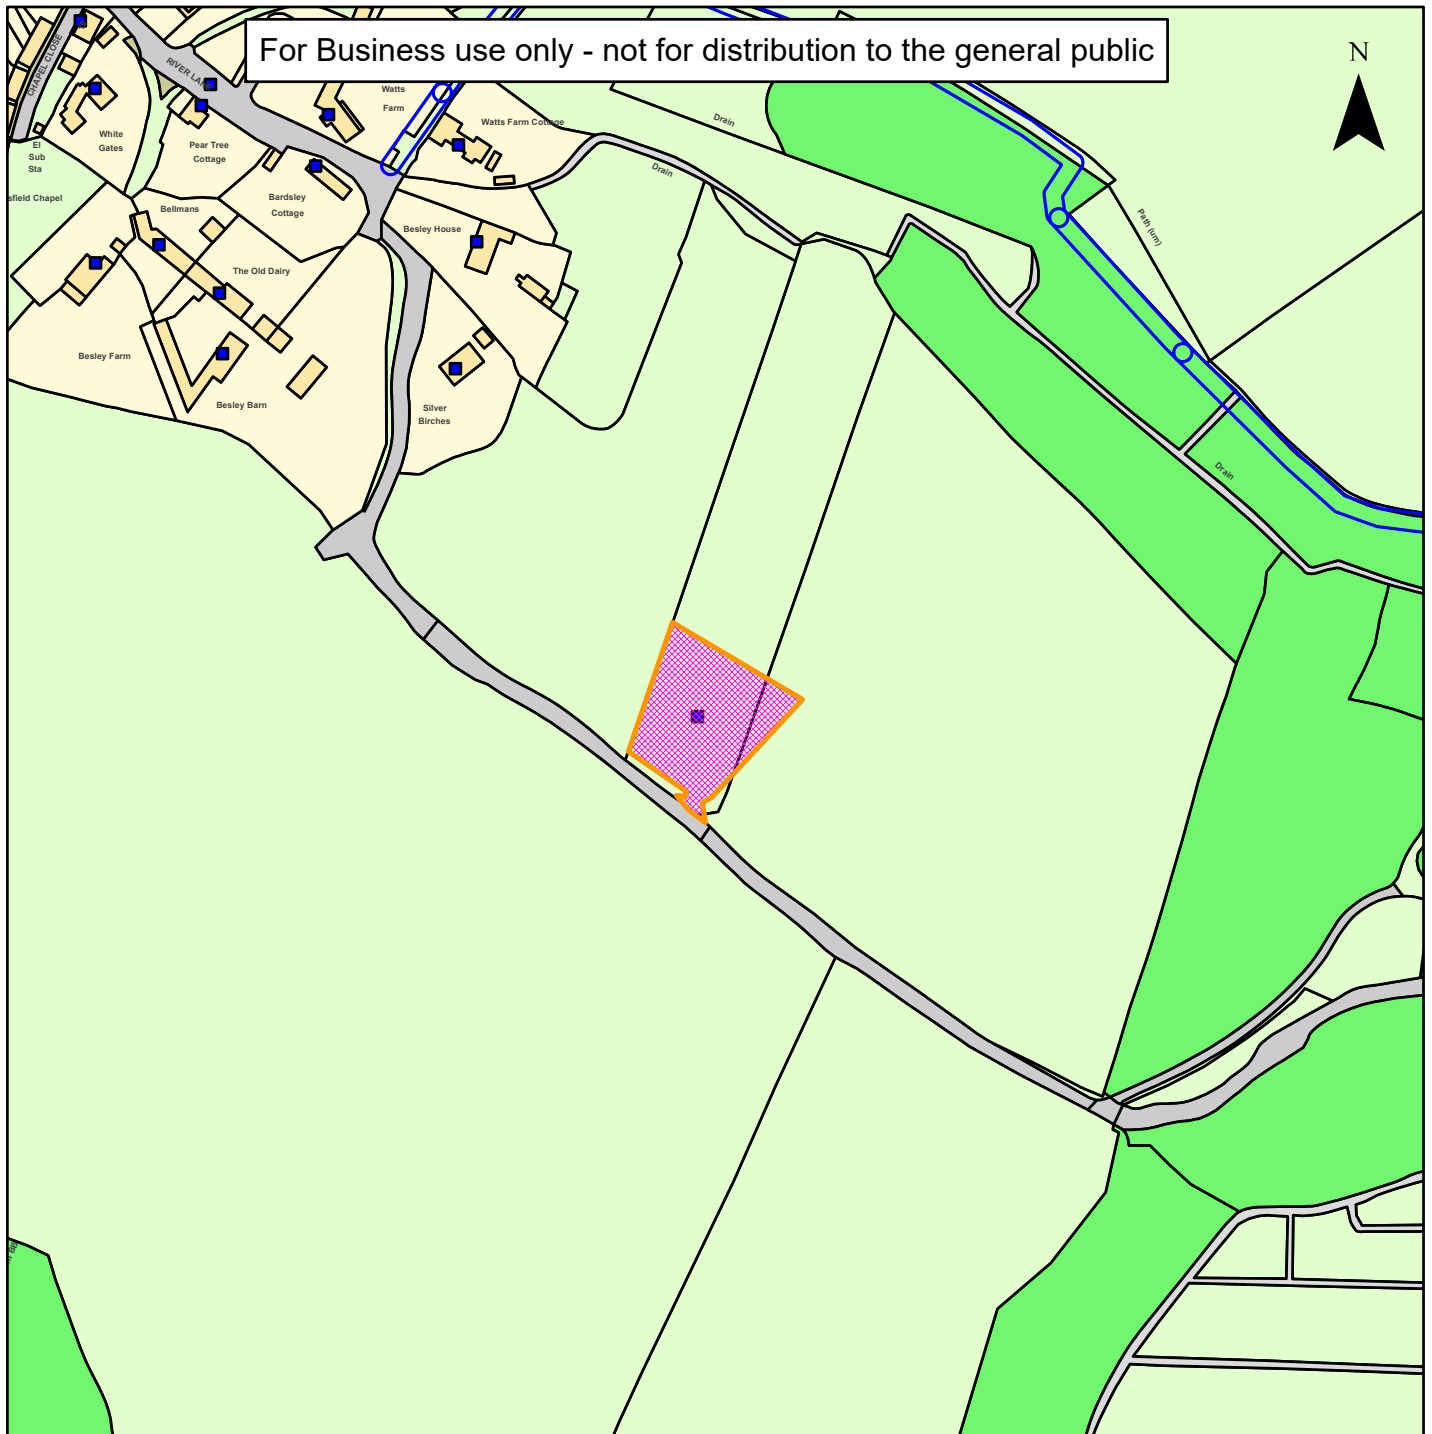 For Business use only - not for distribution to the general public
N
CHAPEL CLOSE
RIVER LANE
Watts
Farm
Watts Farm Cottage
Drain
Drain
White
Gates
Pear Tree
Cottage
El
Sub
Sta
sfield Chapel
Bellmans
Bardsley
Cottage
Besley House
Path (um)
The Old Dairy
Besley Farm
Besley Barn
Silver
Birches
Drain